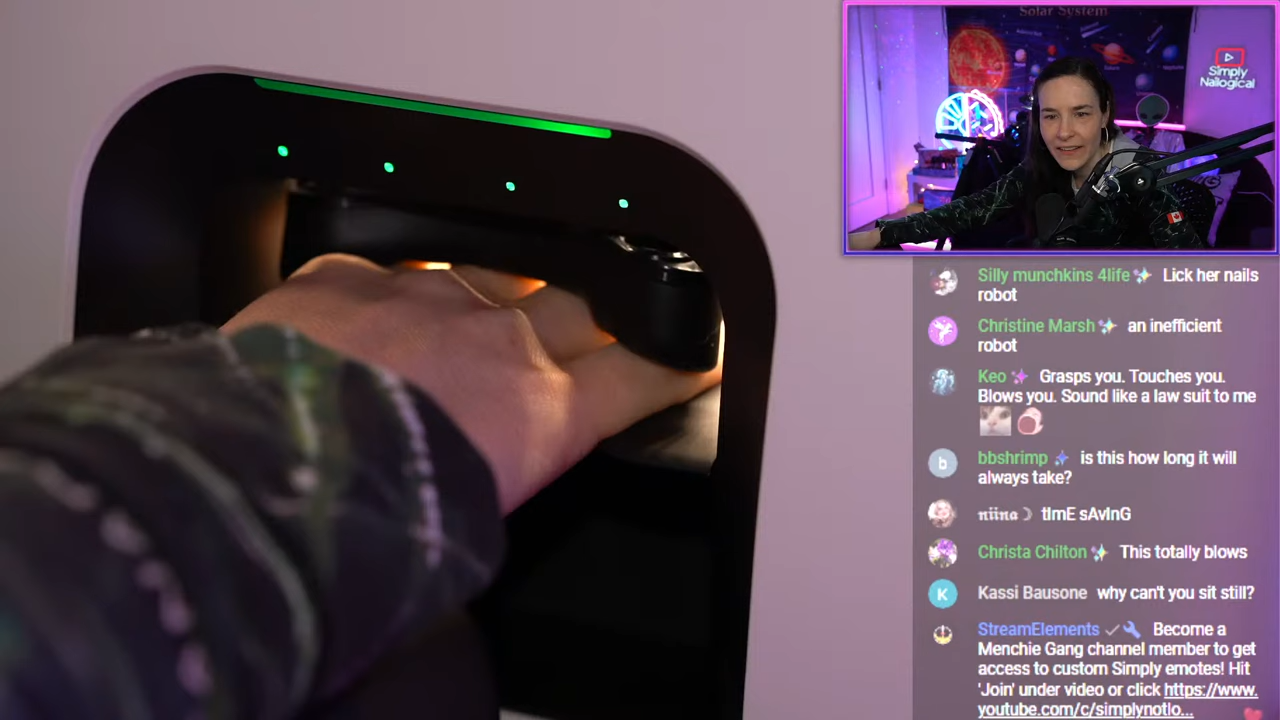 Solar System
Simply
Nailogical
Silly munchkins 4life✨ Lick her nails
robot
Christine Marsh✨ an inefficient
robot
Keo Grasps you. Touches you.
Blows you. Sound like a law suit to me
b
bbshrimp is this how long it will
always take?
niina☽ tImE sAvInG
Christa Chilton✨ This totally blows
K
Kassi Bausone why can't you sit still?
StreamElements ✓ Become a
Menchie Gang channel member to get
access to custom Simply emotes! Hit
'Join' under video or click https://www.
youtube.com/c/simplynotlo...